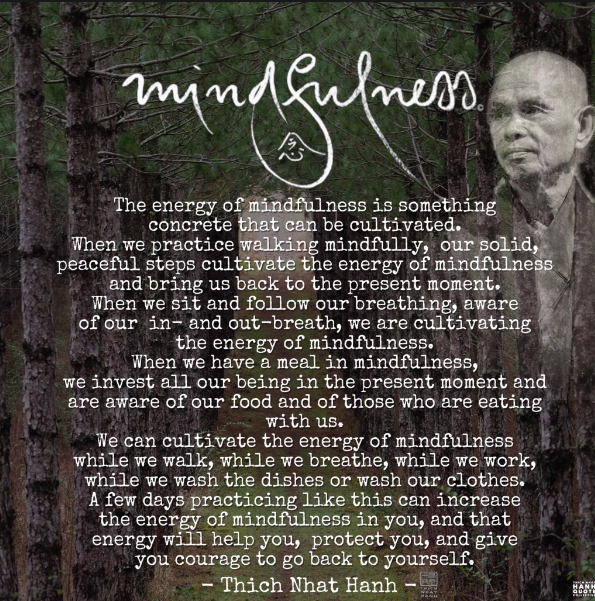 mindfulness
念
The energy of mindfulness is something
concrete that can be cultivated.
When we practice walking mindfully, our solid,
peaceful steps cultivate the energy of mindfulness
and bring us back to the present moment.
When we sit and follow our breathing, aware
of our in- and out-breath, we are cultivating
the energy of mindfulness.
When we have a meal in mindfulness,
we invest all our being in the present moment and
are aware of our food and of those who are eating
with us.
We can cultivate the energy of mindfulness
while we walk, while we breathe, while we work,
while we wash the dishes or wash our clothes.
A few days practicing like this can increase
the energy of mindfulness in you, and that
energy will help you, protect you, and give
you courage to go back to yourself.
- Thich Nhat Hanh -
HANH
QUOTE